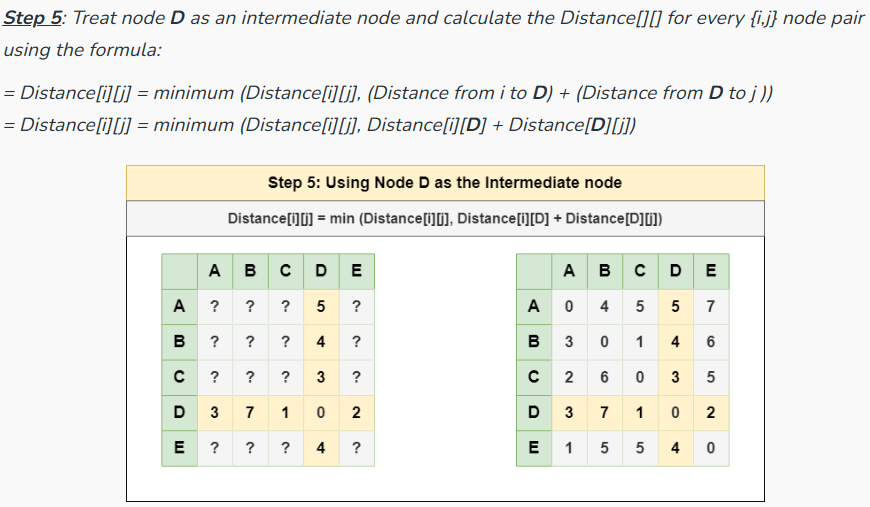 Step 5: Treat node D as an intermediate node and calculate the Distance[][] for every {i,j} node pair
using the formula:
= Distance[i][j] = minimum (Distance[i][j], (Distance from i to D) + (Distance from D to j ))
= Distance[i][j] = minimum (Distance[i][j], Distance[i][D] + Distance[D][j])
Step 5: Using Node D as the Intermediate node
Distance[i][j] = min (Distance[i][j], Distance[i][D] + Distance[D][j])
A B C D E
A ? ? ? 5 ?
B ? ? ? 4 ?
C ? ? ? 3 ?
D 3 7 1 0 2
E ? ? ? 4 ?
A B C D E
A 0 4 5 5 7
B 3 0 1 4 6
C 2 6 0 3 5
D 3 7 1 0 2
E 1 5 5 4 0